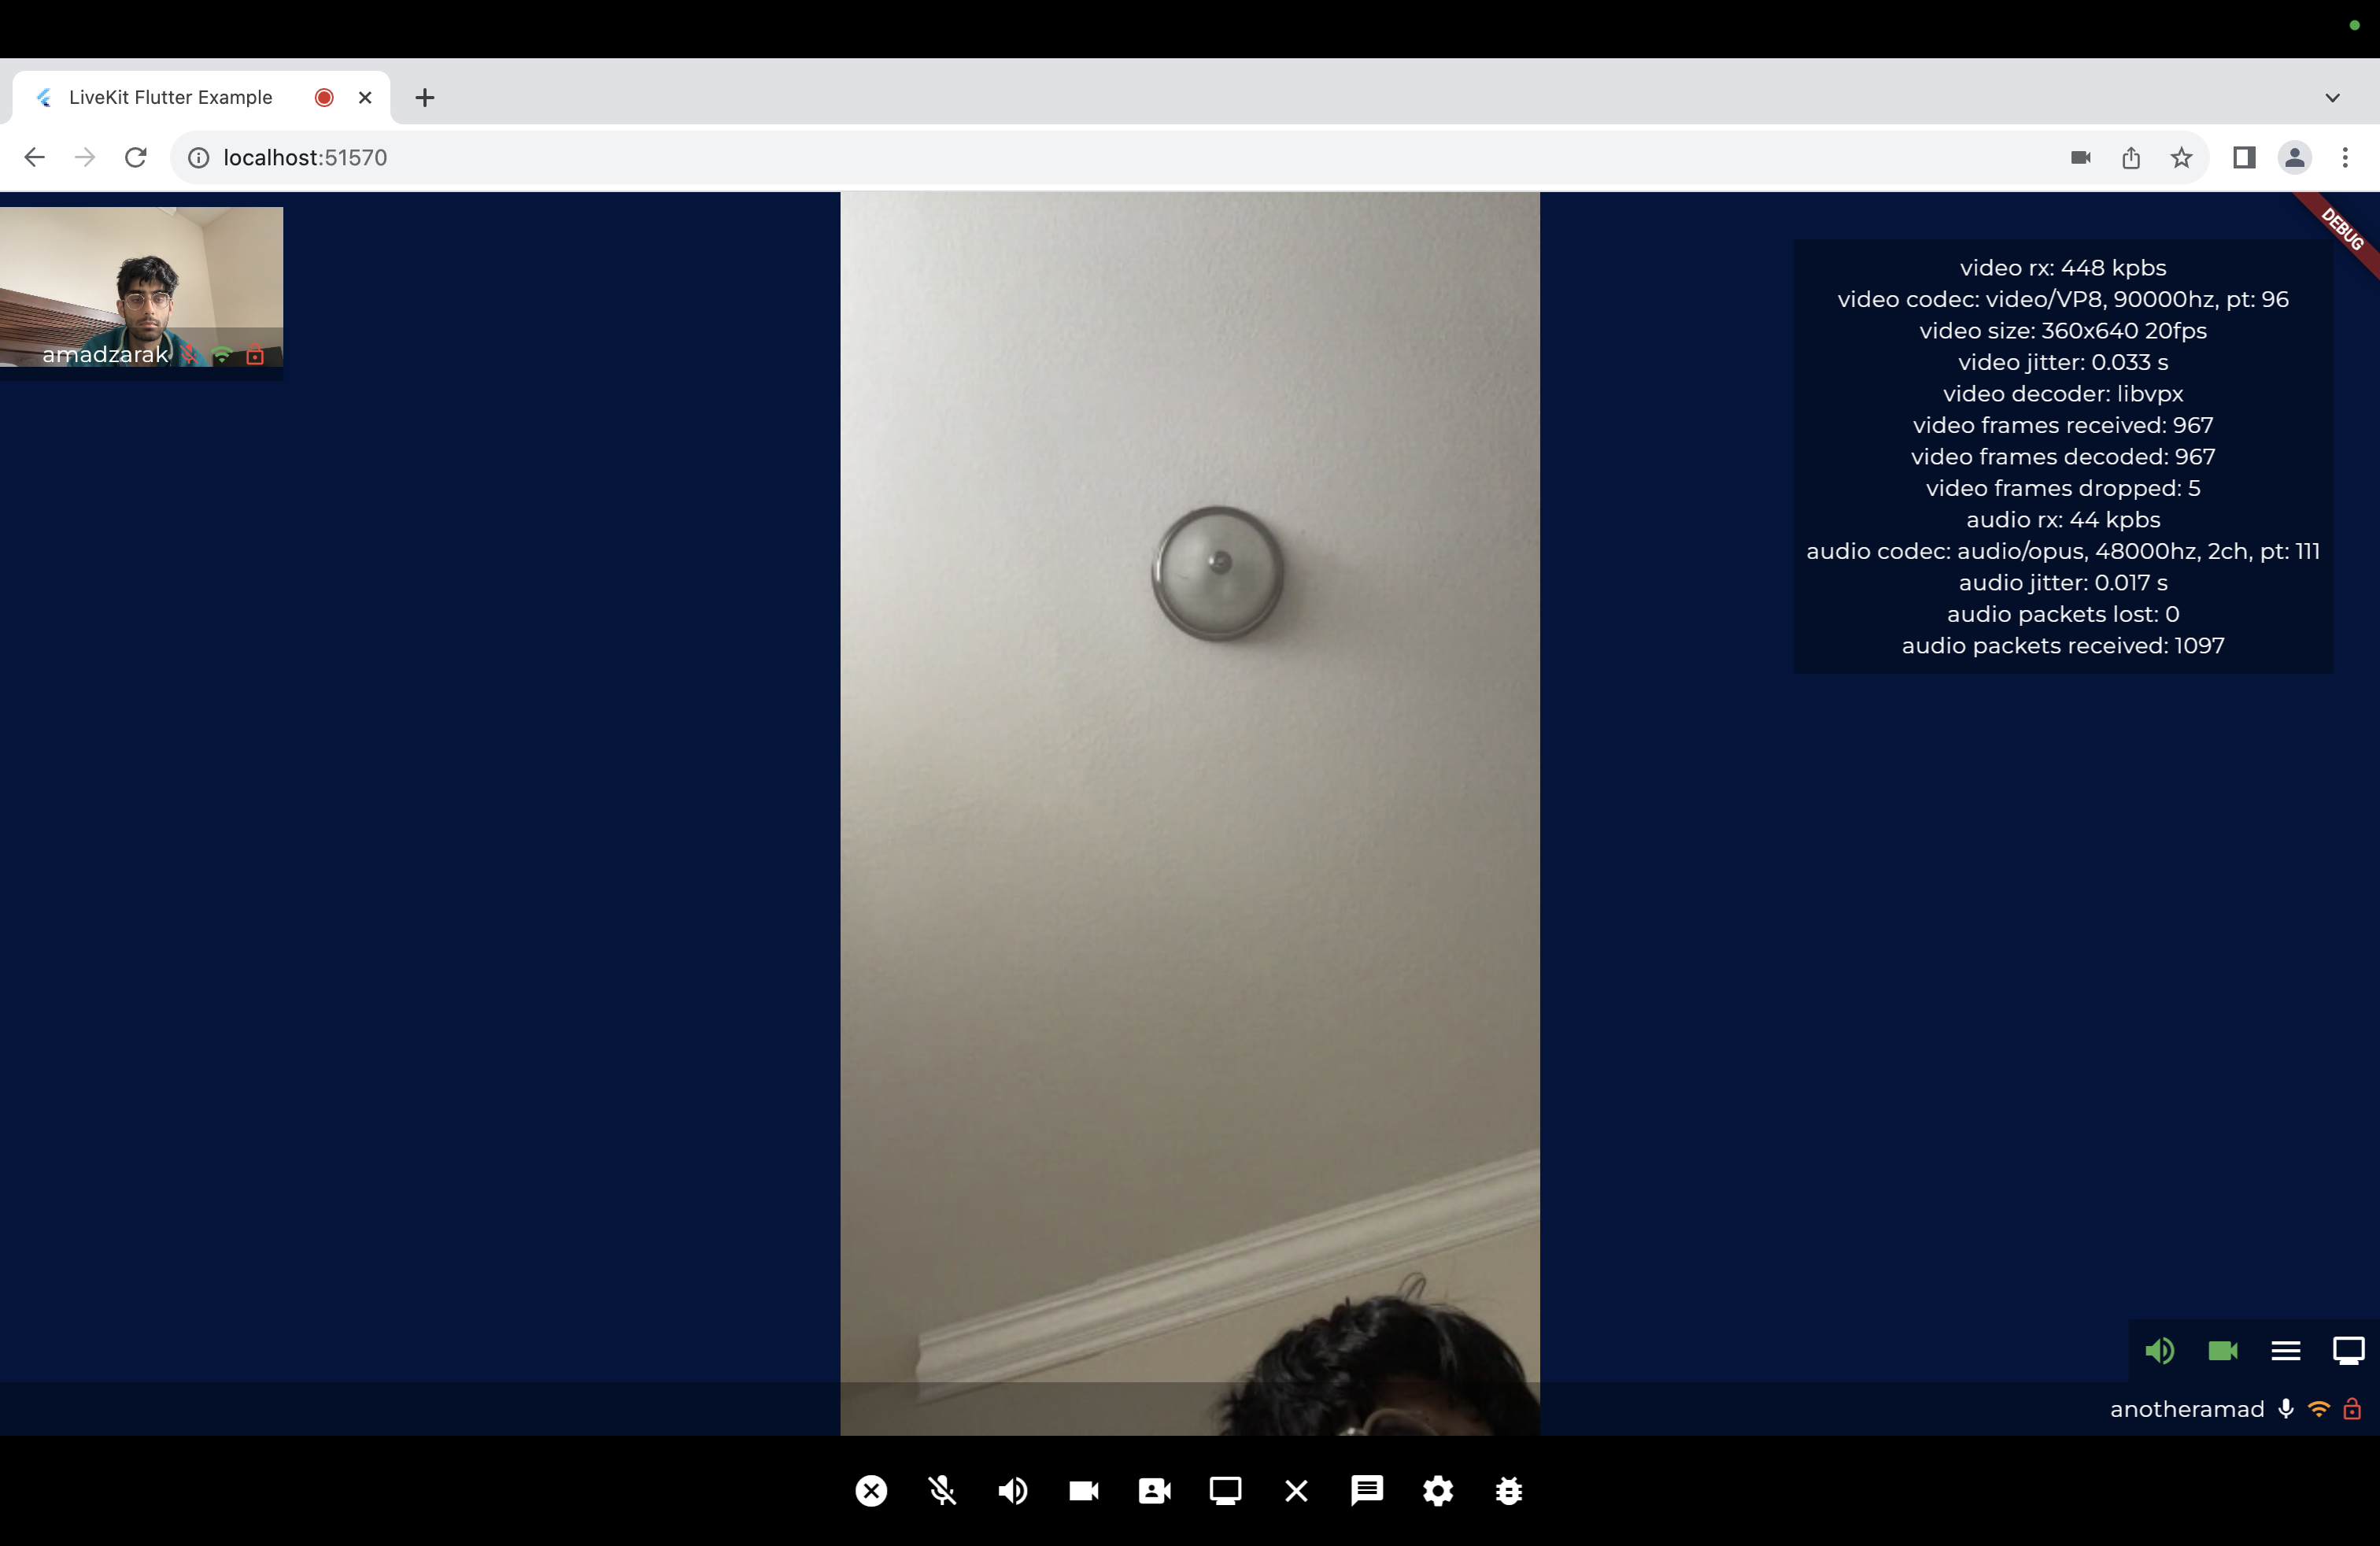 LiveKit Flutter Example
localhost:51570
DEBUG
amadzarak
video rx: 448 kpbs
video codec: video/VP8, 90000hz, pt: 96
video size: 360x640 20fps
video jitter: 0.033 s
video decoder: libvpx
video frames received: 967
video frames decoded: 967
video frames dropped: 5
audio rx: 44 kpbs
audio codec: audio/opus, 48000hz, 2ch, pt: 111
audio jitter: 0.017 s
audio packets lost: 0
audio packets received: 1097
anotheramad